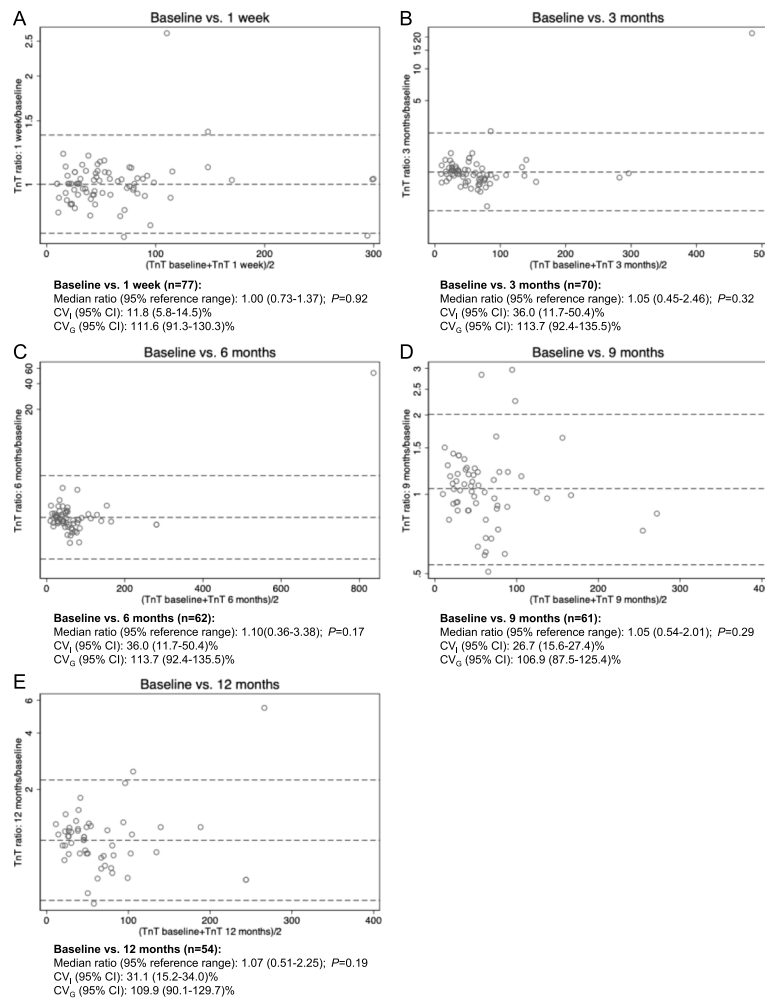 A
Baseline vs. 1 week
TnT ratio: 1 week/baseline
2.5
2
1.5
1
0
100
200
300
(TnT baseline+TnT 1 week)/2
Baseline vs. 1 week (n=77):
Median ratio (95% reference range): 1.00 (0.73-1.37); P=0.92
CVI (95% CI): 11.8 (5.8-14.5)%
CVG (95% CI): 111.6 (91.3-130.3)%
B
Baseline vs. 3 months
TnT ratio: 3 months/baseline
1520
10
5
1
0
100
200
300
400
50
(TnT baseline+TnT 3 months)/2
Baseline vs. 3 months (n=70):
Median ratio (95% reference range): 1.05 (0.45-2.46); P=0.32
CVI (95% CI): 36.0 (11.7-50.4)%
CVG (95% CI): 113.7 (92.4-135.5)%
C
Baseline vs. 6 months
TnT ratio: 6 months/baseline
40 60
20
1
0
200
400
600
800
(TnT baseline+TnT 6 months)/2
Baseline vs. 6 months (n=62):
Median ratio (95% reference range): 1.10(0.36-3.38); P=0.17
CVI (95% CI): 36.0 (11.7-50.4)%
CVG (95% CI): 113.7 (92.4-135.5)%
D
Baseline vs. 9 months
TnT ratio: 9 months/baseline
3
2.5
2
1.5
1
.5
0
100
200
300
40
(TnT baseline+TnT 9 months)/2
Baseline vs. 9 months (n=61):
Median ratio (95% reference range): 1.05 (0.54-2.01); P=0.29
CVI (95% CI): 26.7 (15.6-27.4)%
CVG (95% CI): 106.9 (87.5-125.4)%
E
Baseline vs. 12 months
TnT ratio: 12 months/baseline
6
4
2
0
100
200
300
400
(TnT baseline+TnT 12 months)/2
Baseline vs. 12 months (n=54):
Median ratio (95% reference range): 1.07 (0.51-2.25); P=0.19
CVI (95% CI): 31.1 (15.2-34.0)%
CVG (95% CI): 109.9 (90.1-129.7)%